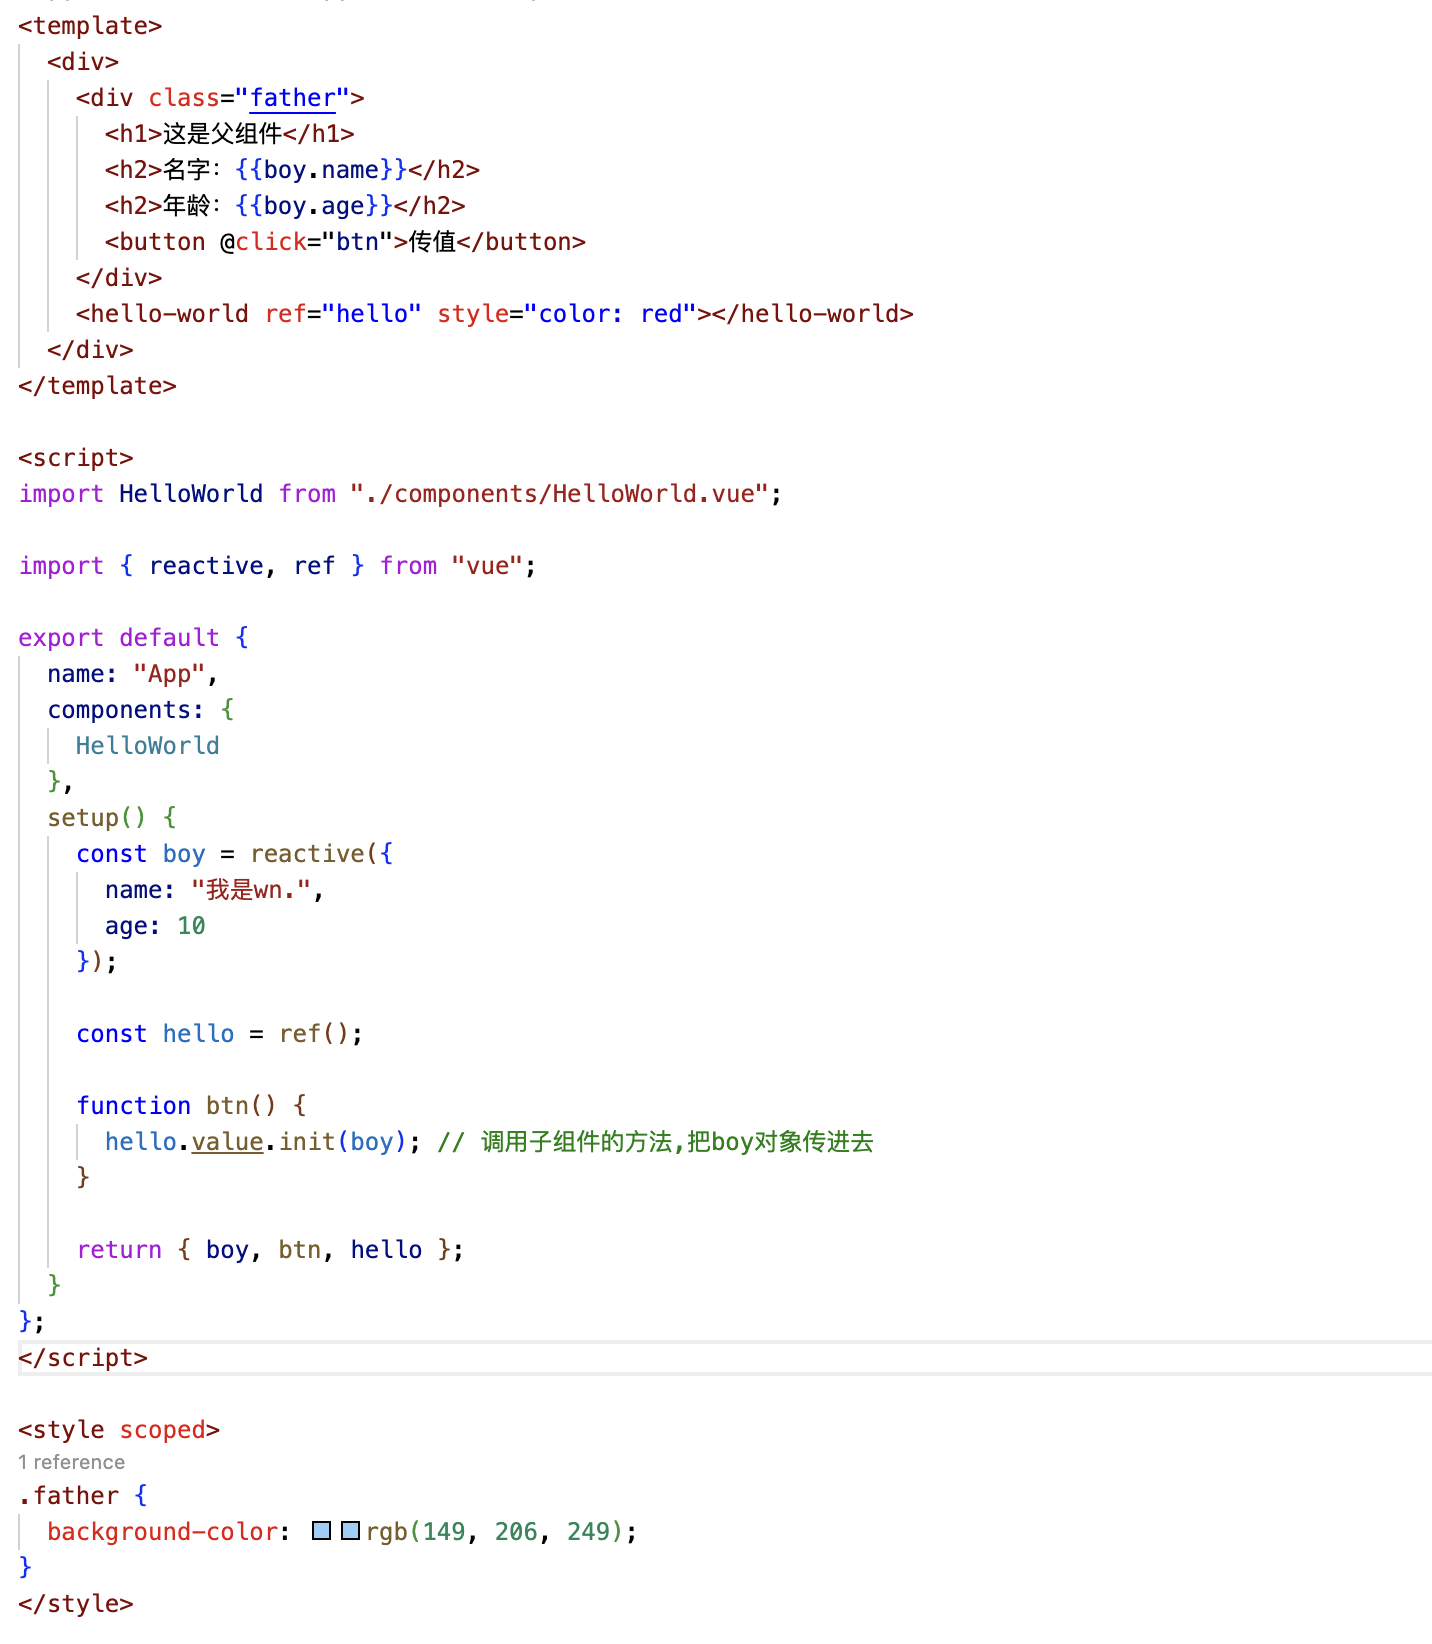 <template>
  <div>
    <div class="father">
      <h1>这是父组件</h1>
      <h2>名字：{{boy.name}}</h2>
      <h2>年龄：{{boy.age}}</h2>
      <button @click="btn">传值</button>
    </div>
    <hello-world ref="hello" style="color: red"></hello-world>
  </div>
</template>

<script>
import HelloWorld from "./components/HelloWorld.vue";

import { reactive, ref } from "vue";

export default {
  name: "App",
  components: {
    HelloWorld
  },
  setup() {
    const boy = reactive({
      name: "我是wn.",
      age: 10
    });

    const hello = ref();

    function btn() {
      hello.value.init(boy); // 调用子组件的方法,把boy对象传进去
    }

    return { boy, btn, hello };
  }
};
</script>

<style scoped>
1 reference
.father {
  background-color: rgb(149, 206, 249);
}
</style>